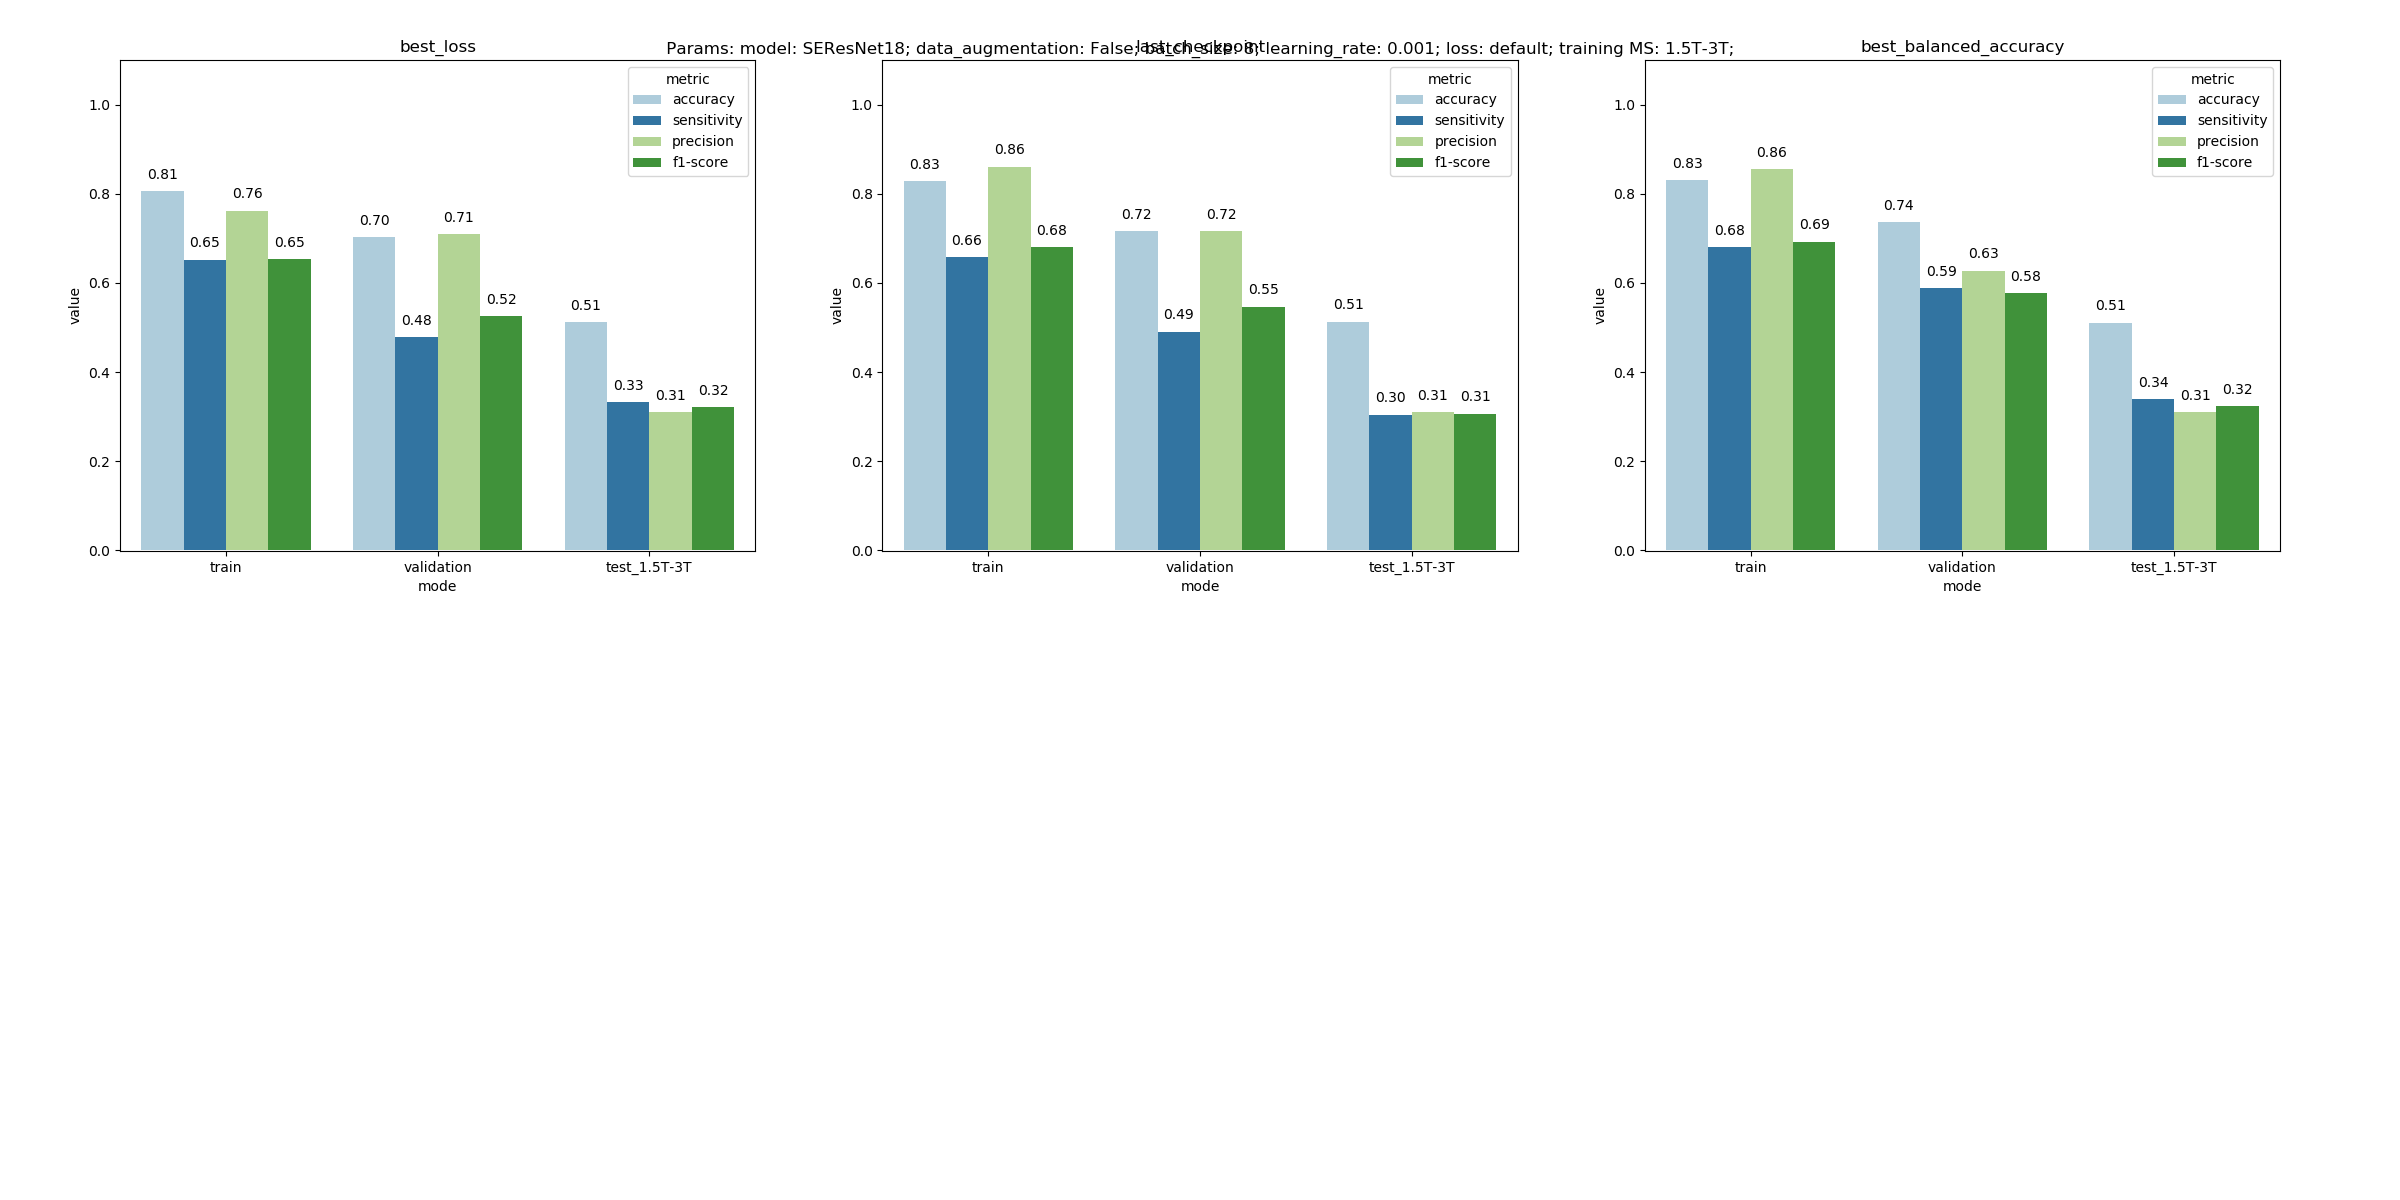 best_loss
Params: model: SEResNet18; data_augmentation: False; batch_size: 8; learning_rate: 0.001; loss: default; training MS: 1.5T-3T;
last_checkpoint
best_balanced_accuracy
metric
accuracy
sensitivity
precision
f1-score
1.0
0.8
0.6
0.4
0.2
0.0
value
0.81
0.65
0.76
0.65
0.70
0.48
0.71
0.52
0.51
0.33
0.31
0.32
train
validation
test_1.5T-3T
mode
metric
accuracy
sensitivity
precision
f1-score
1.0
0.8
0.6
0.4
0.2
0.0
value
0.83
0.66
0.86
0.68
0.72
0.49
0.72
0.55
0.51
0.30
0.31
0.31
train
validation
test_1.5T-3T
mode
metric
accuracy
sensitivity
precision
f1-score
1.0
0.8
0.6
0.4
0.2
0.0
value
0.83
0.68
0.86
0.69
0.74
0.59
0.63
0.58
0.51
0.34
0.31
0.32
train
validation
test_1.5T-3T
mode